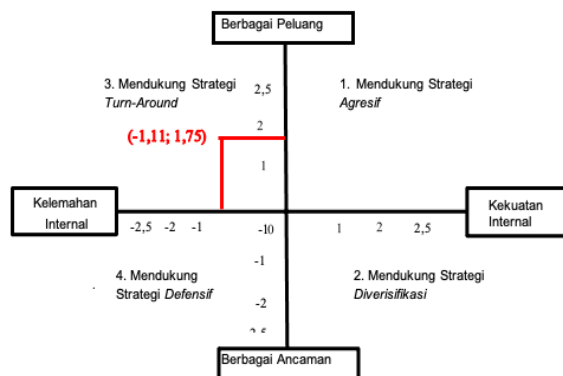 Berbagai Peluang
3. Mendukung Strategi
Turn-Around
1. Mendukung Strategi
Agresif
2,5
2
(-1,11; 1,75)
1
Kelemahan
Internal
Kekuatan
Internal
-2,5 -2 -1 -10 1 2 2,5
-1
4. Mendukung
Strategi Defensif
2. Mendukung Strategi
Diverisifikasi
-2
Berbagai Ancaman